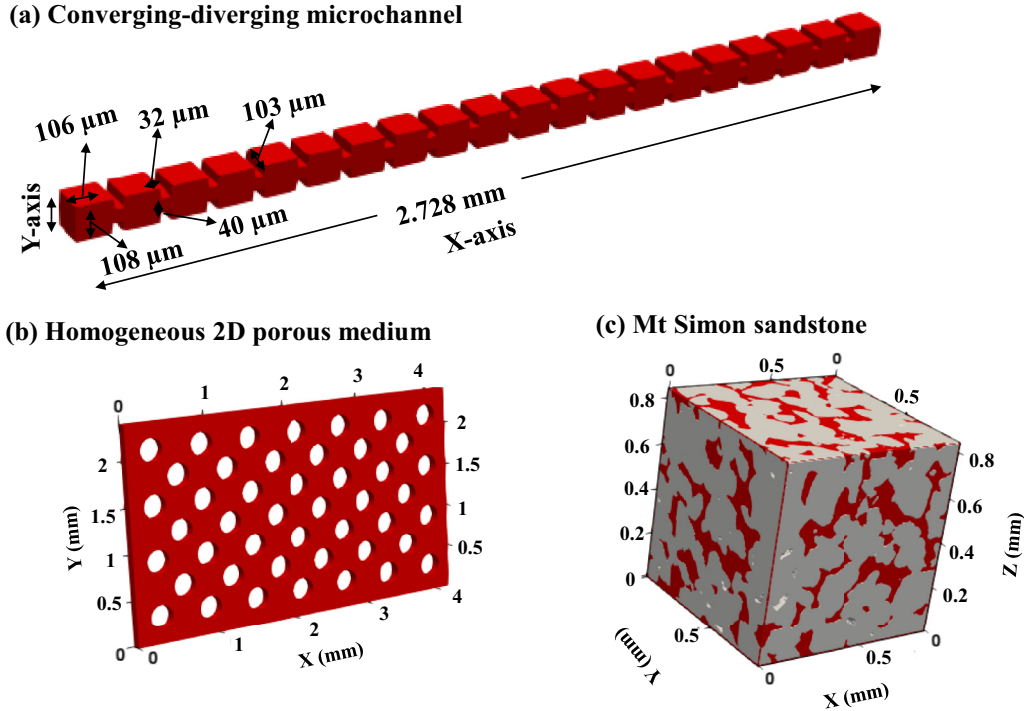 (a) Converging-diverging microchannel
106 µm
32 µm
103 µm
Y-axis
40 µm
108 µm
2.728 mm
X-axis
(b) Homogeneous 2D porous medium
0 1 2 3 4
2 1.5 1 0.5 0
Y (mm)
2 1.5 1 0.5
0 1 2 3 4
X (mm)
(c) Mt Simon sandstone
0 0.5 0
0.5
0.8 0.6 0.4 0.2 0
0.8 0.6 0.4 0.2 0
Z (mm)
0.5
Y (mm)
0 0.5
X (mm)